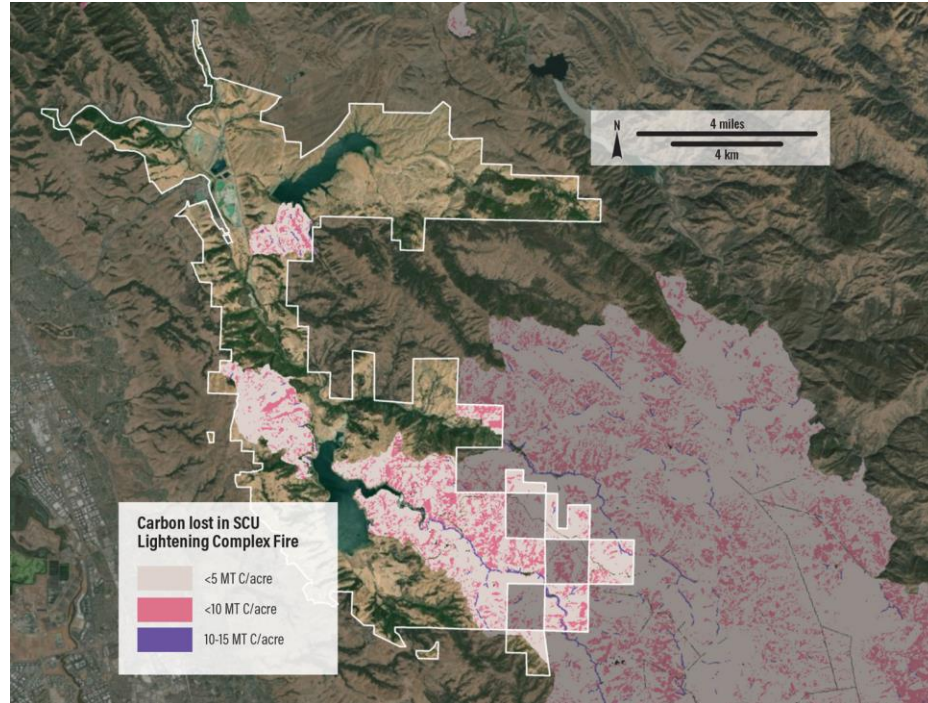 N
4 miles
4 km
Carbon lost in SCU
Lightening Complex Fire
<5 MT C/acre
<10 MT C/acre
10-15 MT C/acre